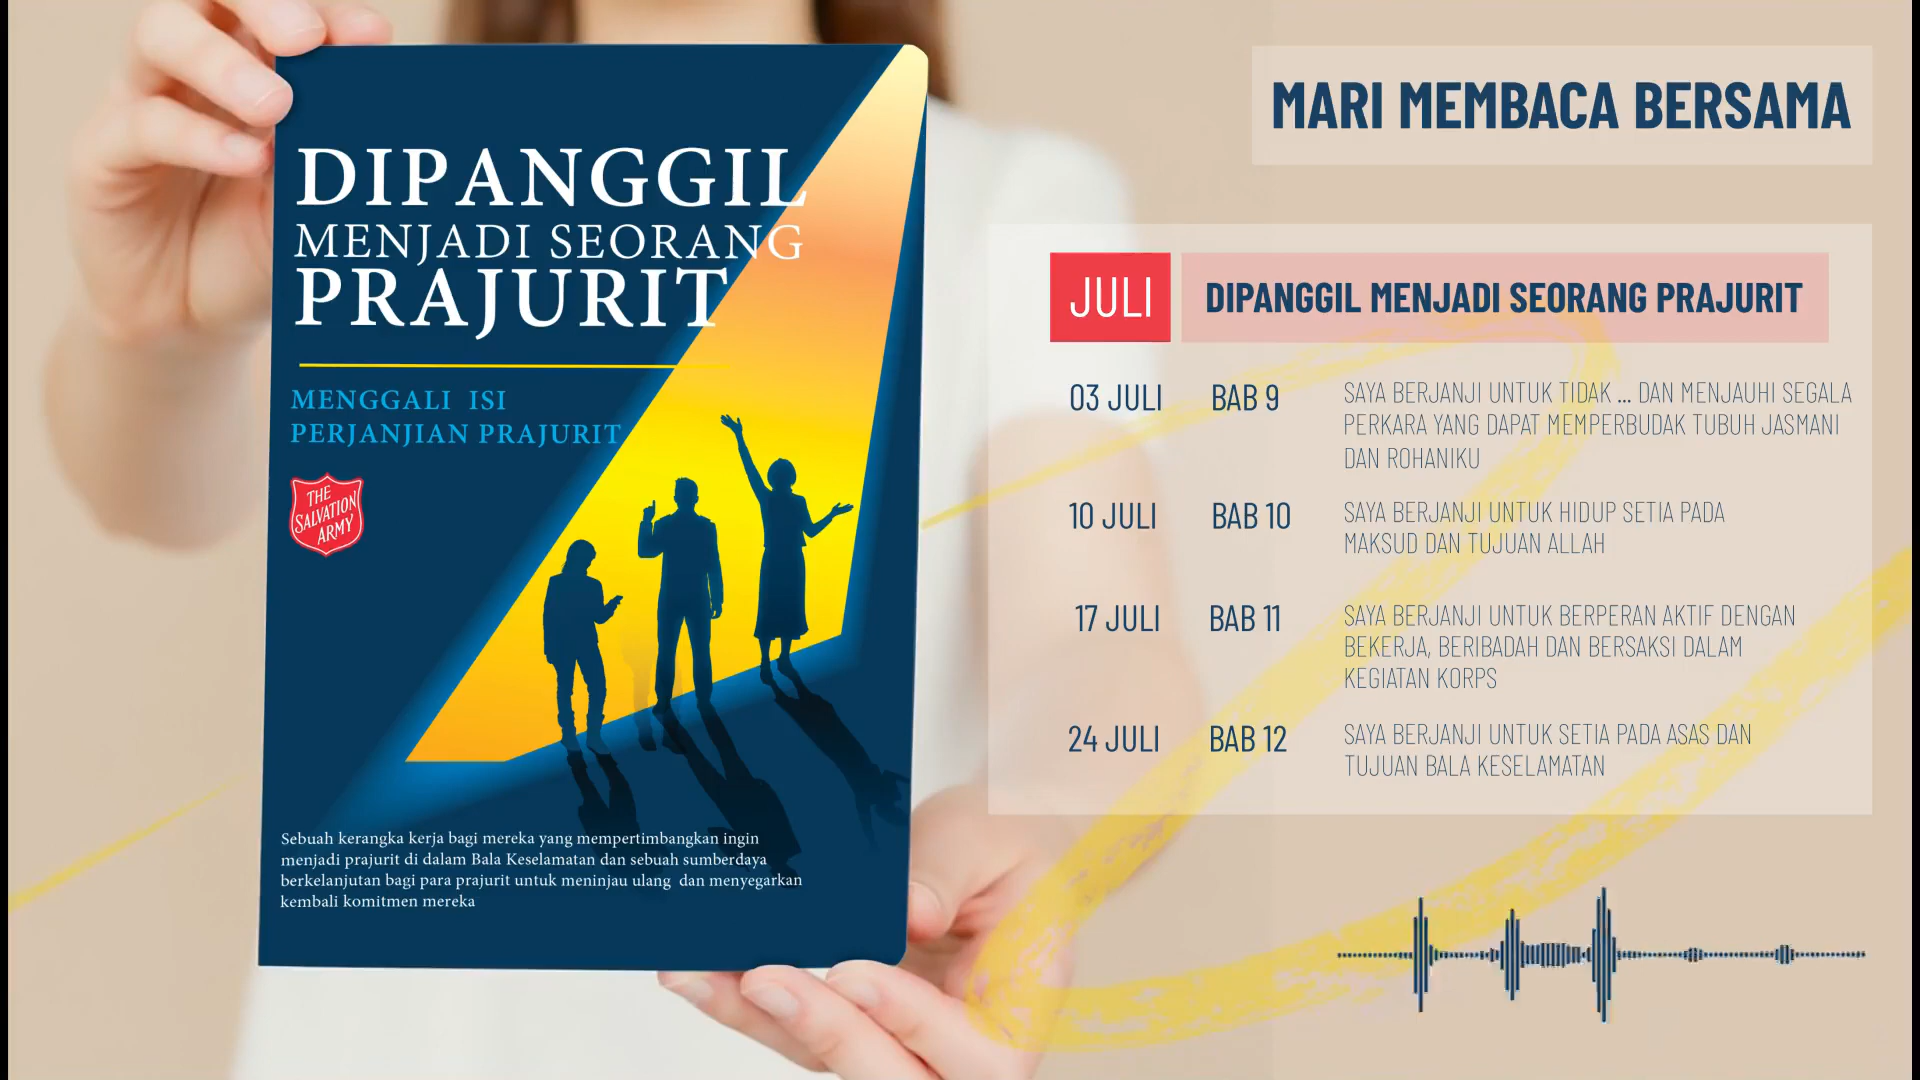 DIPANGGIL
MENJADI SEORANG
PRAJURIT
MENGGALI ISI
PERJANJIAN PRAJURIT
THE
SALVATION
ARMY
Sebuah kerangka kerja bagi mereka yang mempertimbangkan ingin
menjadi prajurit di dalam Bala Keselamatan dan sebuah sumberdaya
berkelanjutan bagi para prajurit untuk meninjau ulang dan menyegarkan
kembali komitmen mereka
MARI MEMBACA BERSAMA
JULI DIPANGGIL MENJADI SEORANG PRAJURIT
03 JULI BAB 9 SAYA BERJANJI UNTUK TIDAK ... DAN MENJAUHI SEGALA
PERKARA YANG DAPAT MEMPERBUDAK TUBUH JASMANI
DAN ROHANIKU
10 JULI BAB 10 SAYA BERJANJI UNTUK HIDUP SETIA PADA
MAKSUD DAN TUJUAN ALLAH
17 JULI BAB 11 SAYA BERJANJI UNTUK BERPERAN AKTIF DENGAN
BEKERJA, BERIBADAH DAN BERSAKSI DALAM
KEGIATAN KORPS
24 JULI BAB 12 SAYA BERJANJI UNTUK SETIA PADA ASAS DAN
TUJUAN BALA KESELAMATAN